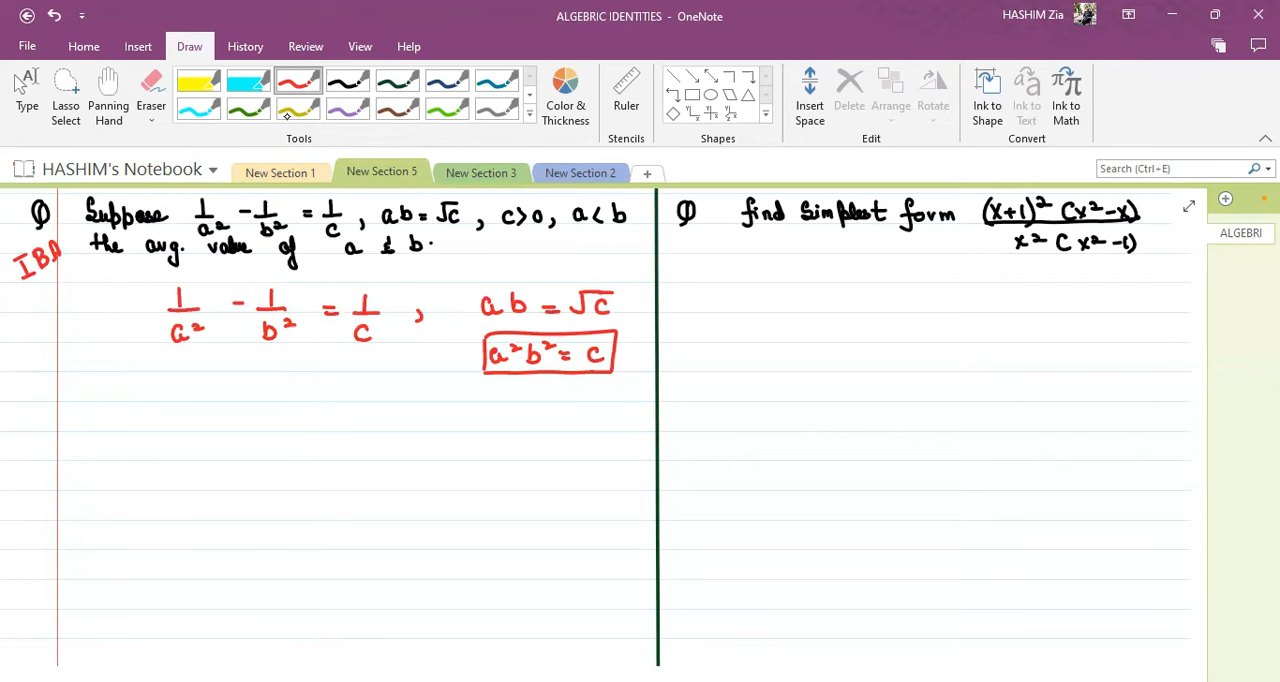 ALGEBRIC IDENTITIES - OneNote
HASHIM Zia
File Home Insert Draw History Review View Help
Type
Lasso Select
Panning Hand
Eraser
Color & Thickness
Ruler
Insert Space
Delete
Arrange
Rotate
Ink to Shape
Ink to Text
Ink to Math
Tools
Stencils
Shapes
Edit
Convert
HASHIM's Notebook
New Section 1
New Section 5
New Section 3
New Section 2
Search (Ctrl+E)
ALGEBRI
Q Suppose 1/a² - 1/b² = 1/c , ab = √c , c>0, a<b
the avg. value of a & b.
IBA
1/a² - 1/b² = 1/c , ab = √c
a²b² = c
Q find simplest form (x+1)² (x²-x) / x² (x²-1)